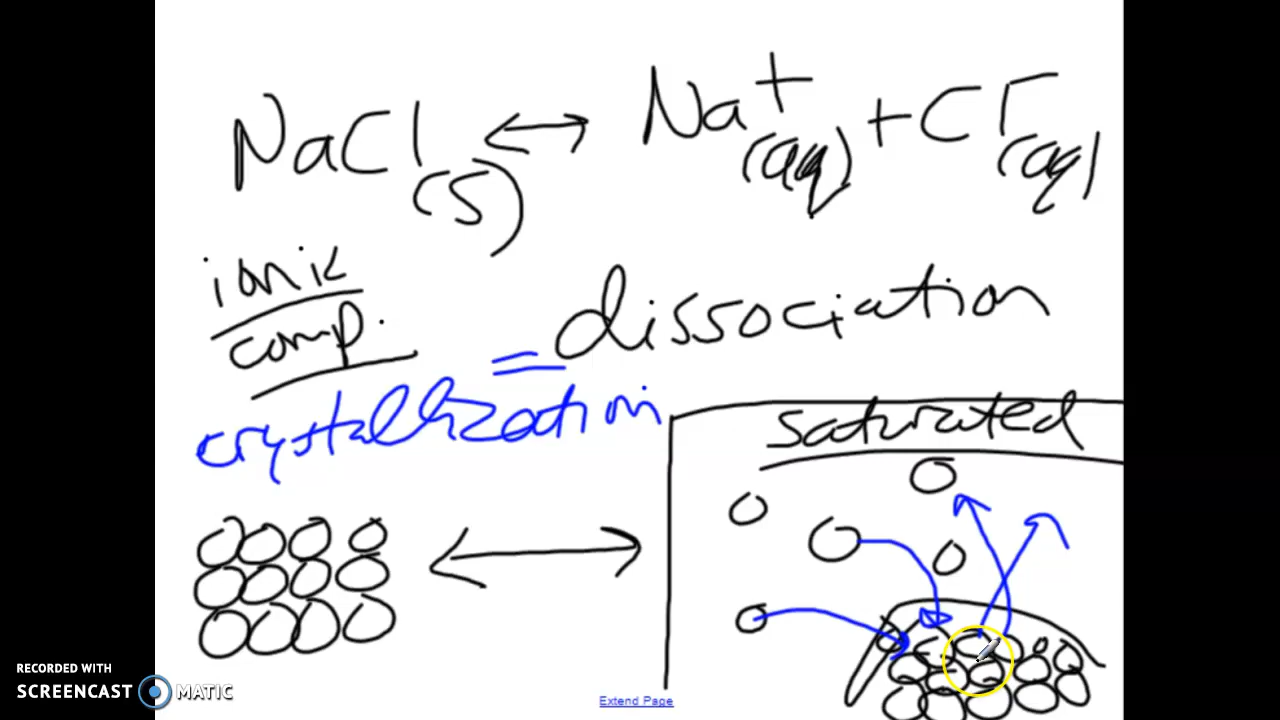 NaCl(s) ↔ Na+(aq) + Cl-(aq)
ionic
comp.
= dissociation
crystallization
saturated
Extend Page
RECORDED WITH
SCREENCAST MATIC